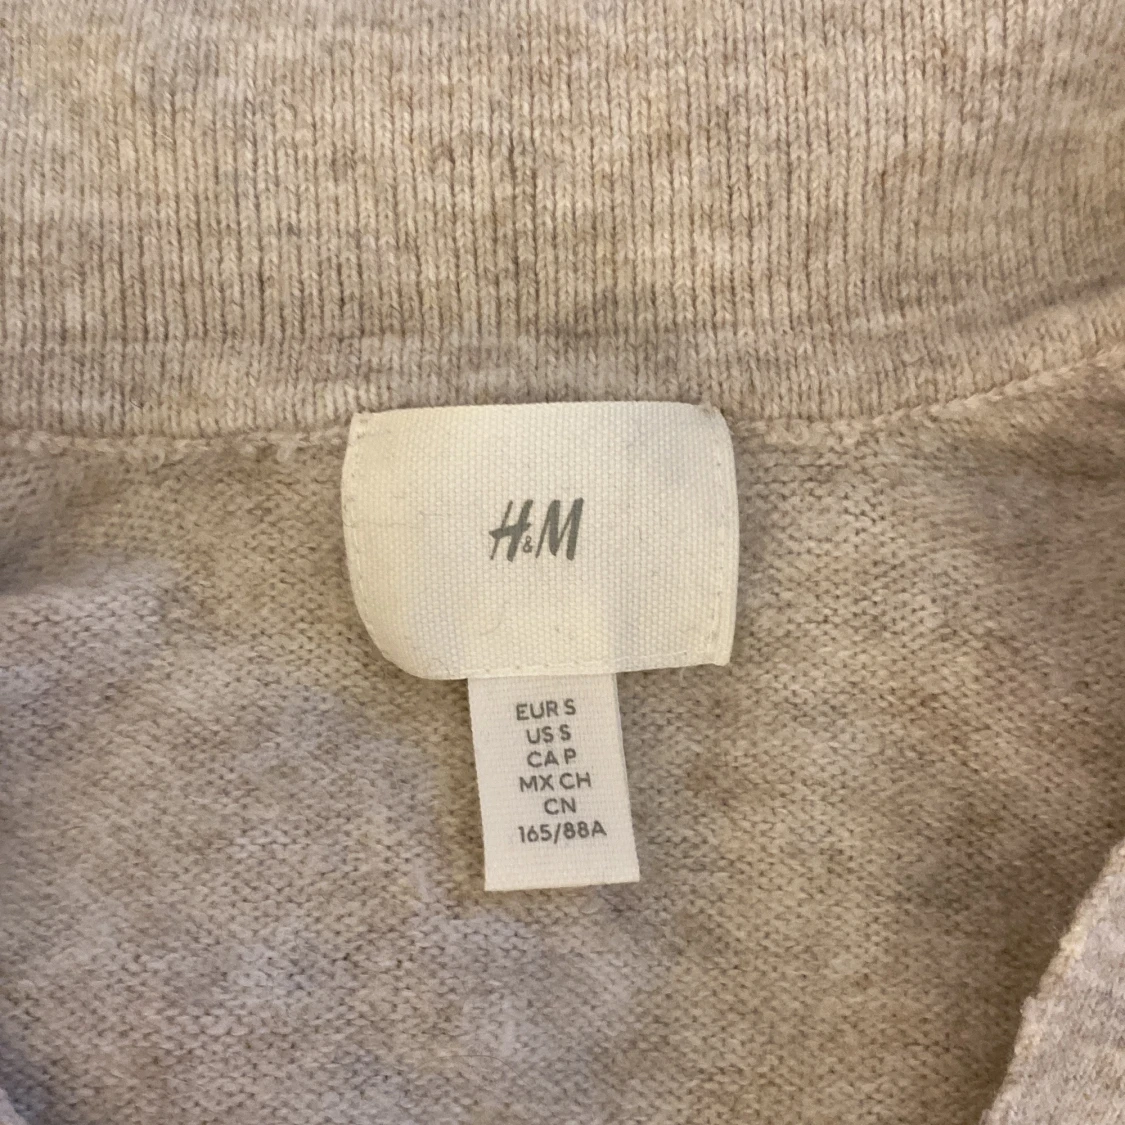 H&M
EUR S
US S
CA P
MX CH
CN
165/88A